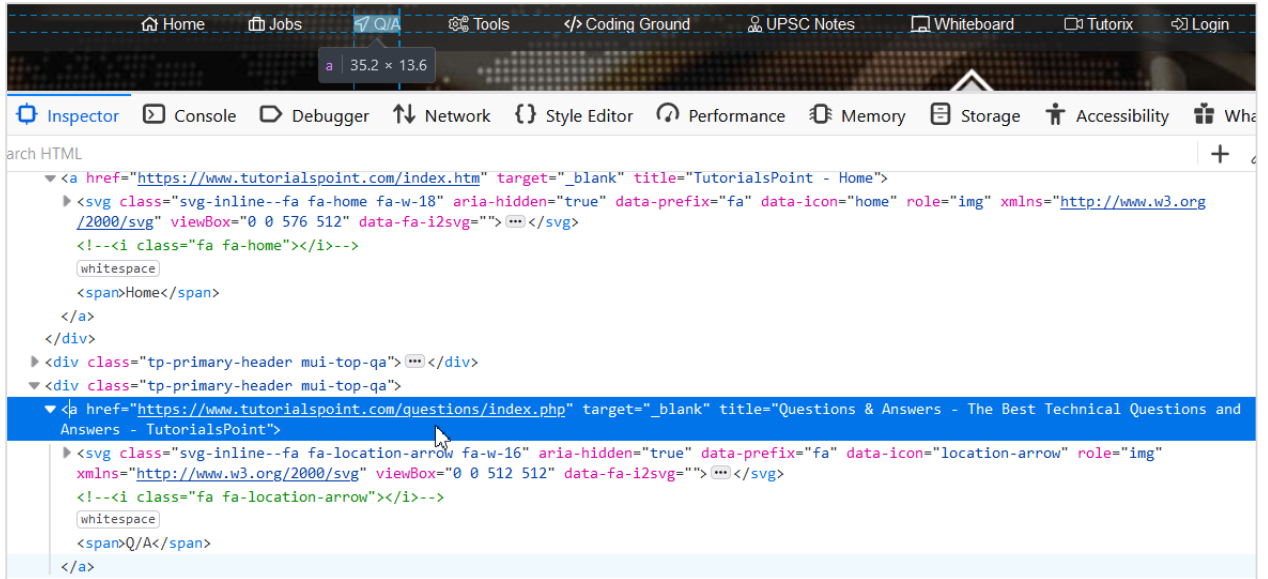 Home Jobs Q/A Tools </> Coding Ground UPSC Notes Whiteboard Tutorix Login
a 35.2 × 13.6
Inspector Console Debugger Network {} Style Editor Performance Memory Storage Accessibility Wha
arch HTML +
<a href="https://www.tutorialspoint.com/index.htm" target="_blank" title="TutorialsPoint - Home">
<svg class="svg-inline--fa fa-home fa-w-18" aria-hidden="true" data-prefix="fa" data-icon="home" role="img" xmlns="http://www.w3.org
/2000/svg" viewBox="0 0 576 512" data-fa-i2svg="">⋯</svg>
<!--<i class="fa fa-home"></i>-->
whitespace
<span>Home</span>
</a>
</div>
<div class="tp-primary-header mui-top-qa">⋯</div>
<div class="tp-primary-header mui-top-qa">
<a href="https://www.tutorialspoint.com/questions/index.php" target="_blank" title="Questions & Answers - The Best Technical Questions and
Answers - TutorialsPoint">
<svg class="svg-inline--fa fa-location-arrow fa-w-16" aria-hidden="true" data-prefix="fa" data-icon="location-arrow" role="img"
xmlns="http://www.w3.org/2000/svg" viewBox="0 0 512 512" data-fa-i2svg="">⋯</svg>
<!--<i class="fa fa-location-arrow"></i>-->
whitespace
<span>Q/A</span>
</a>